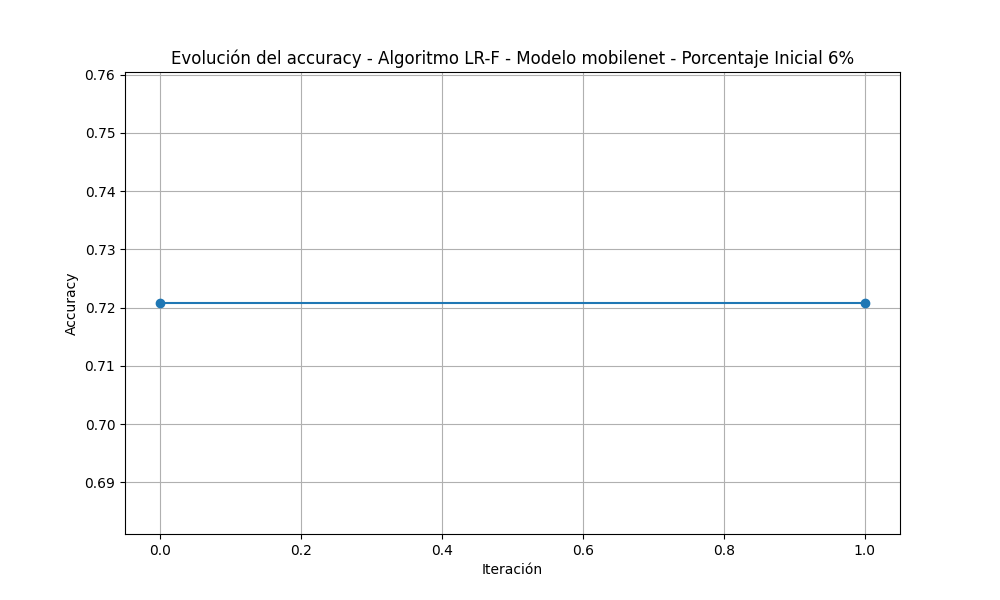 Evolución del accuracy - Algoritmo LR-F - Modelo mobilenet - Porcentaje Inicial 6%
0.76
0.75
0.74
0.73
0.72
0.71
0.70
0.69
Accuracy
0.0 0.2 0.4 0.6 0.8 1.0
Iteración